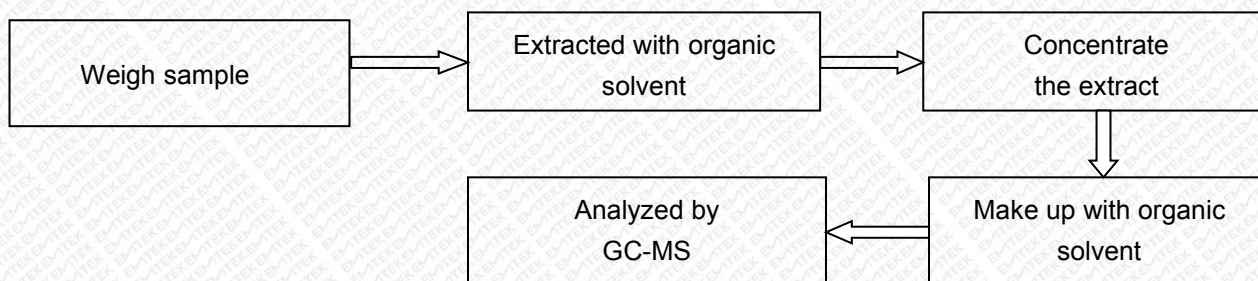 Weigh sample
Extracted with organic
solvent
Concentrate
the extract
Make up with organic
solvent
Analyzed by
GC-MS